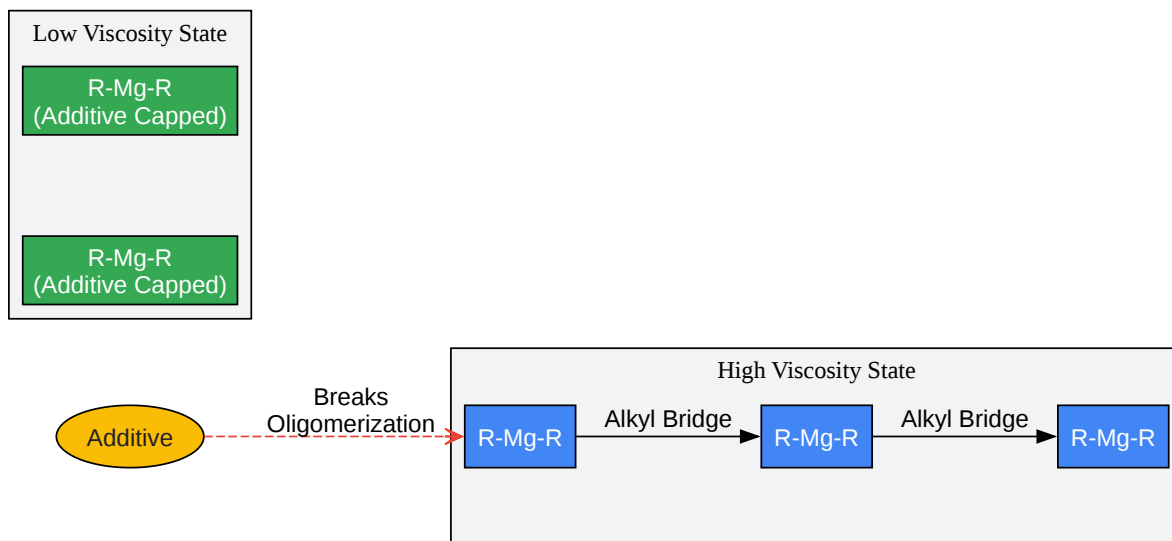 Low Viscosity State
R-Mg-R
(Additive Capped)
R-Mg-R
(Additive Capped)
High Viscosity State
Additive
Breaks
Oligomerization
R-Mg-R
Alkyl Bridge
R-Mg-R
Alkyl Bridge
R-Mg-R